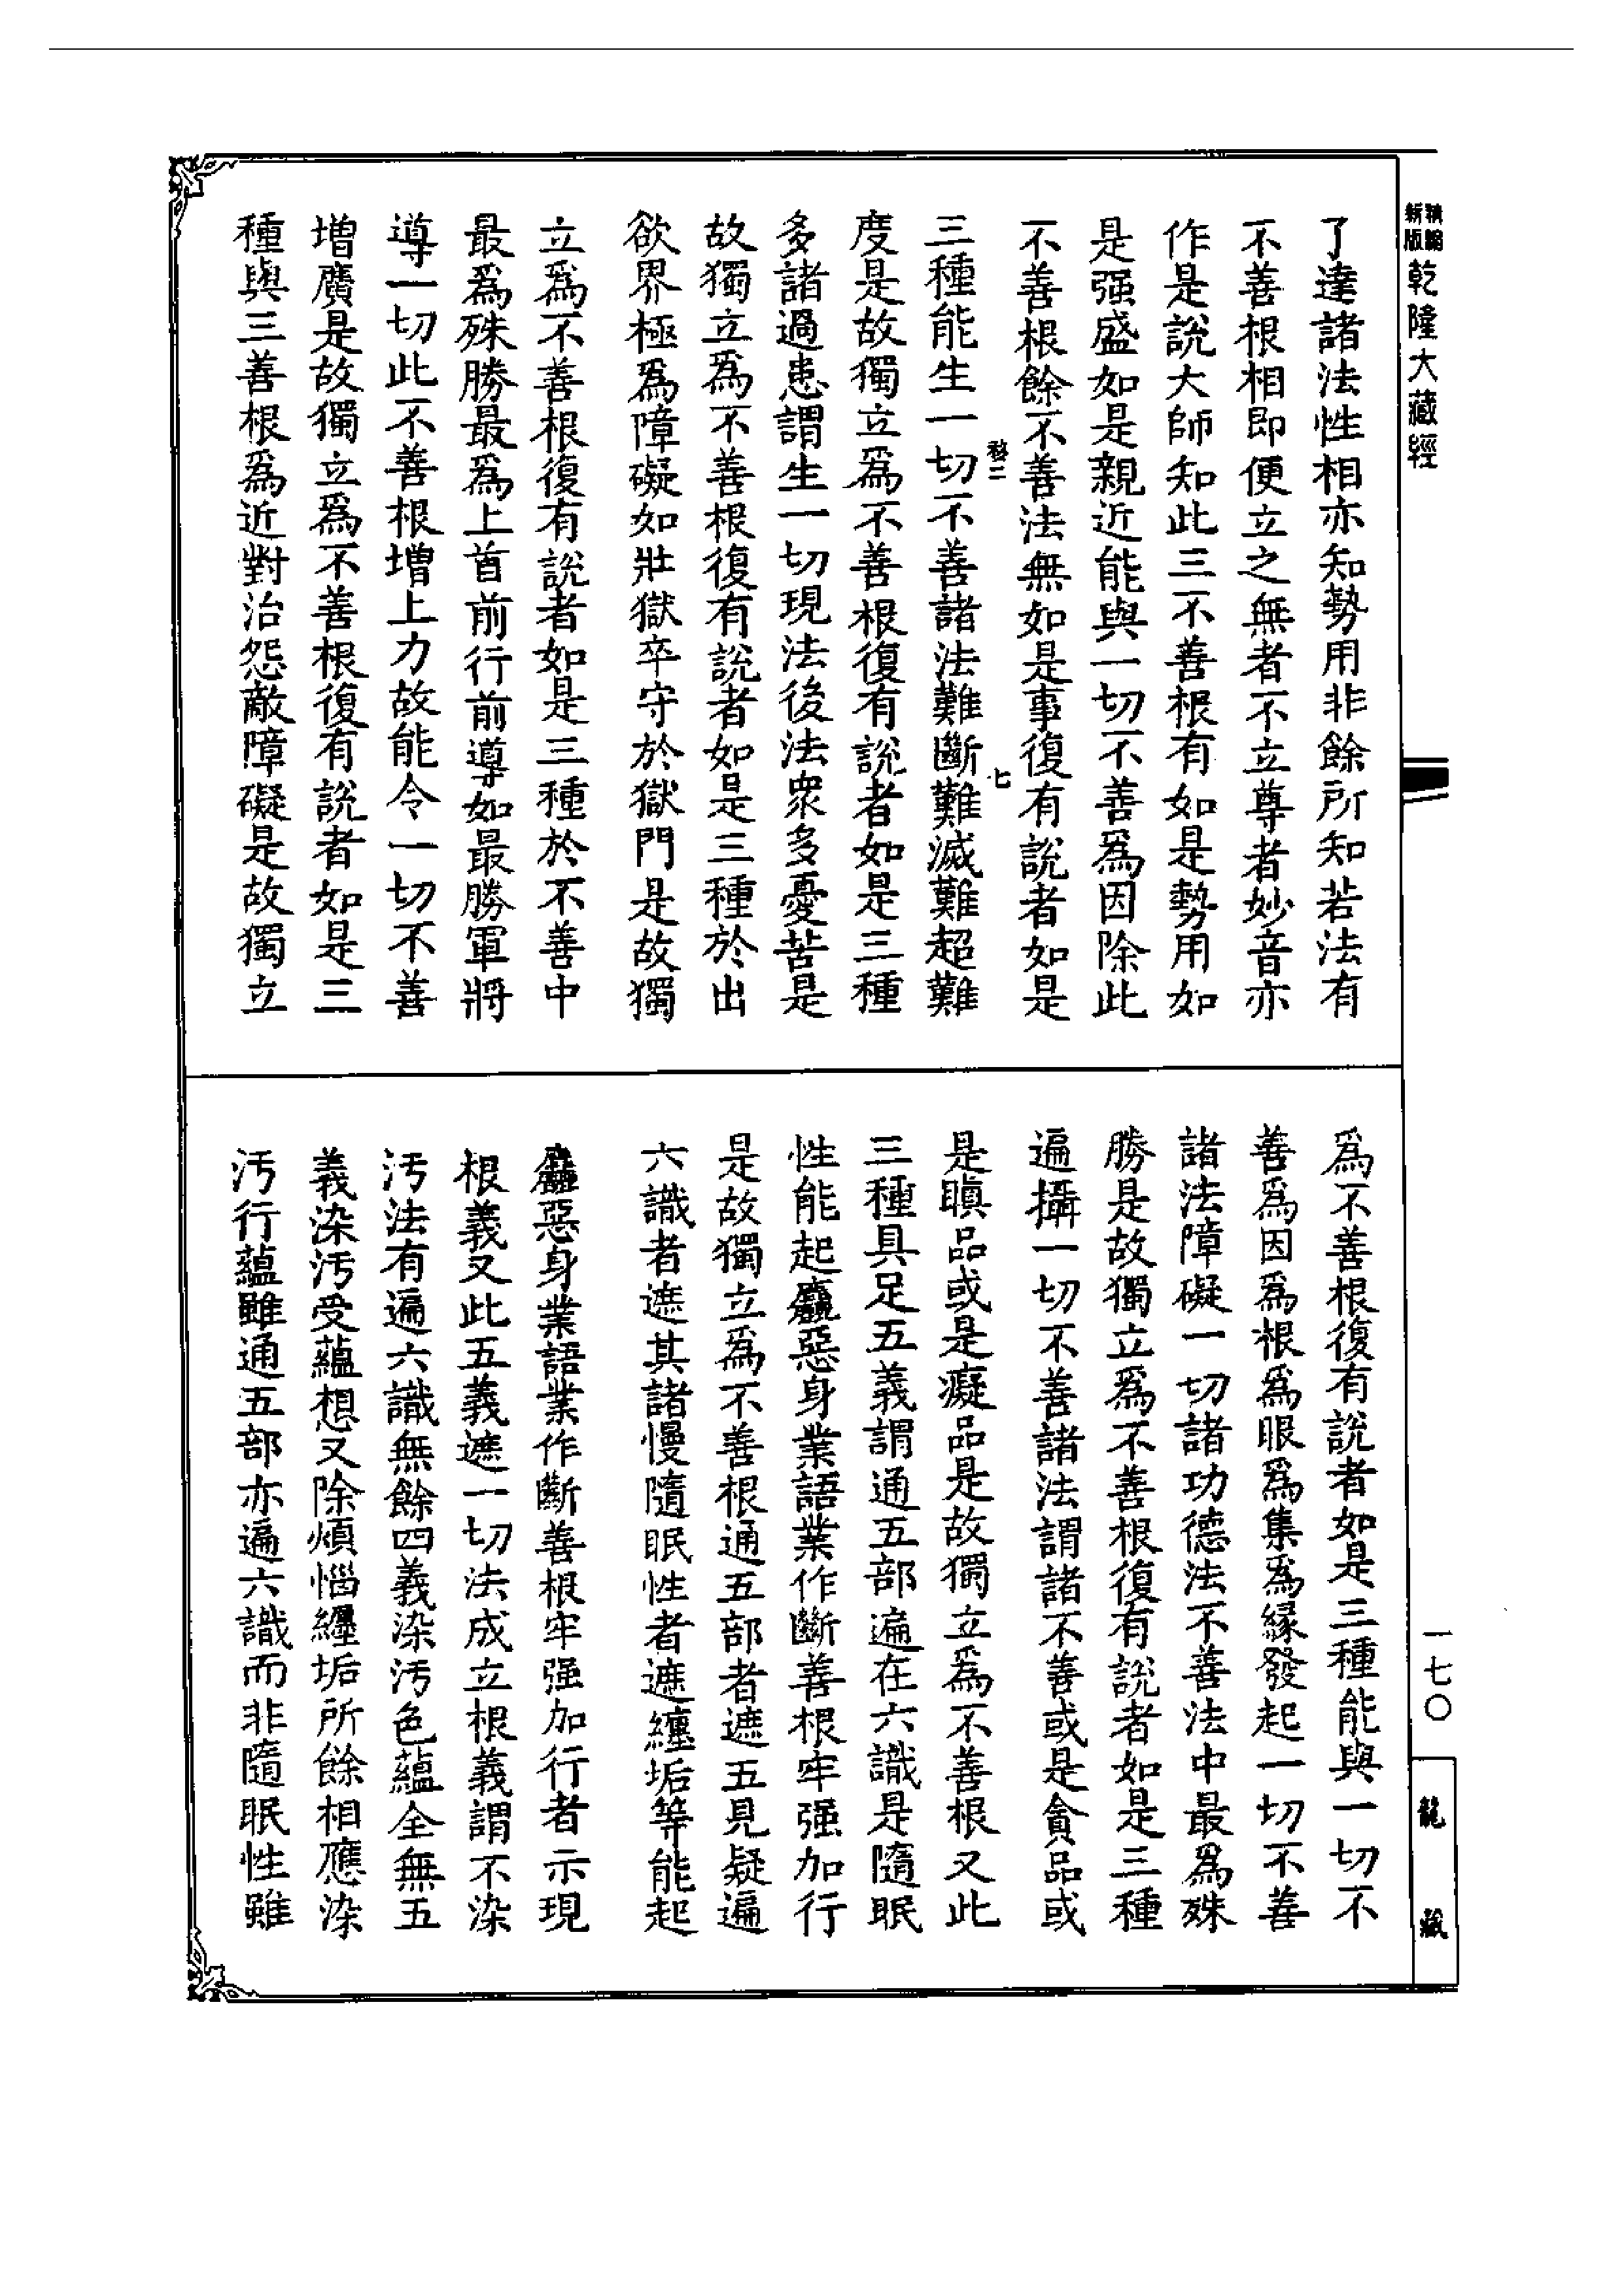 新編
新版
乾隆大藏經
了達諸法性相亦知勢用非餘所知若法有
不善根相即便立之無者不立尊者妙音亦
作是說大師知此三不善根有如是勢用如
是强盛如是親近能與一切不善爲因除此
不善根餘不善法無如是事復有說者如是
三種能生一切不善諸法難斷難滅難超難
度是故獨立爲不善根復有說者如是三種
多諸過患謂生一切現法後法衆多憂苦是
故獨立爲不善根復有說者如是三種於出
欲界極爲障礙如壯獄卒守於獄門是故獨
立爲不善根復有說者如是三種於不善中
最爲殊勝最爲上首前行前導如最勝軍將
導一切此不善根增上力故能令一切不善
增廣是故獨立爲不善根復有說者如是三
種與三善根爲近對治怨敵障礙是故獨立
七
爲不善根復有說者如是三種能與一切不
善爲因爲根爲眼爲集爲緣發起一切不善
諸法障礙一切諸功德法不善法中最爲殊
勝是故獨立爲不善根復有說者如是三種
遍攝一切不善諸法謂諸不善或是貪品或
是瞋品或是癡品是故獨立爲不善根又此
三種具足五義謂通五部遍在六識是隨眠
性能起麤惡身業語業作斷善根牢强加行
是故獨立爲不善根通五部者遮五見疑遍
六識者遮其諸慢隨眠性者遮纏垢等能起
麤惡身業語業作斷善根牢强加行者示現
根義又此五義遮一切法成立根義謂不染
汚法有遍六識無餘四義染汚色蘊全無五
義染汚受蘊想又除煩惱纏垢所餘相應染
汚行蘊雖通五部亦遍六識而非隨眠性雖
一七〇
龍藏